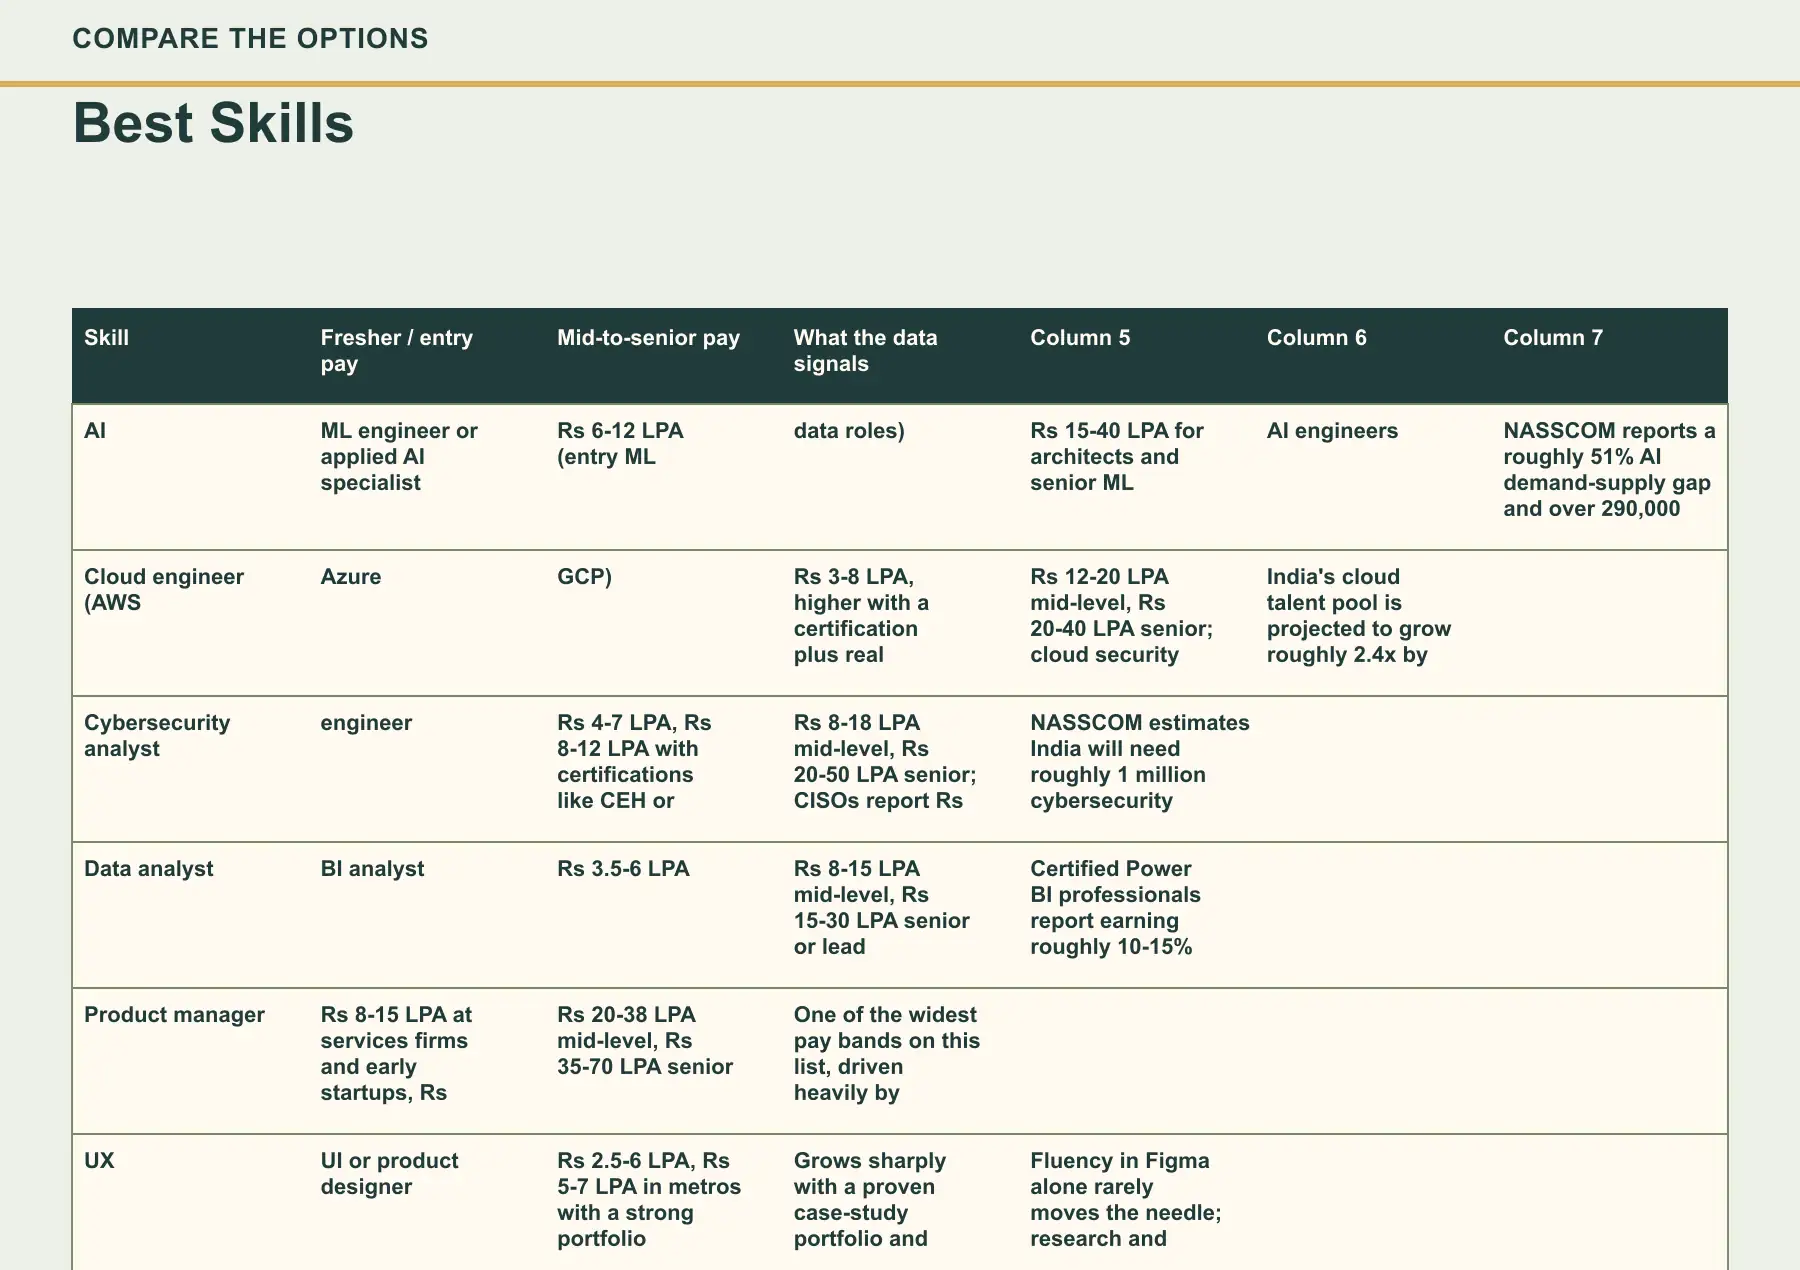 COMPARE THE OPTIONS
Best Skills
Skill
Fresher / entry
pay
Mid-to-senior pay
What the data
signals
Column 5
Column 6
Column 7
AI
ML engineer or
applied AI
specialist
Rs 6-12 LPA
(entry ML
data roles)
Rs 15-40 LPA for
architects and
senior ML
AI engineers
NASSCOM reports a
roughly 51% AI
demand-supply gap
and over 290,000
Cloud engineer
(AWS
Azure
GCP)
Rs 3-8 LPA,
higher with a
certification
plus real
Rs 12-20 LPA
mid-level, Rs
20-40 LPA senior;
cloud security
India's cloud
talent pool is
projected to grow
roughly 2.4x by
Cybersecurity
analyst
engineer
Rs 4-7 LPA, Rs
8-12 LPA with
certifications
like CEH or
Rs 8-18 LPA
mid-level, Rs
20-50 LPA senior;
CISOs report Rs
NASSCOM estimates
India will need
roughly 1 million
cybersecurity
Data analyst
BI analyst
Rs 3.5-6 LPA
Rs 8-15 LPA
mid-level, Rs
15-30 LPA senior
or lead
Certified Power
BI professionals
report earning
roughly 10-15%
Product manager
Rs 8-15 LPA at
services firms
and early
startups, Rs
Rs 20-38 LPA
mid-level, Rs
35-70 LPA senior
One of the widest
pay bands on this
list, driven
heavily by
UX
UI or product
designer
Rs 2.5-6 LPA, Rs
5-7 LPA in metros
with a strong
portfolio
Grows sharply
with a proven
case-study
portfolio and
Fluency in Figma
alone rarely
moves the needle;
research and